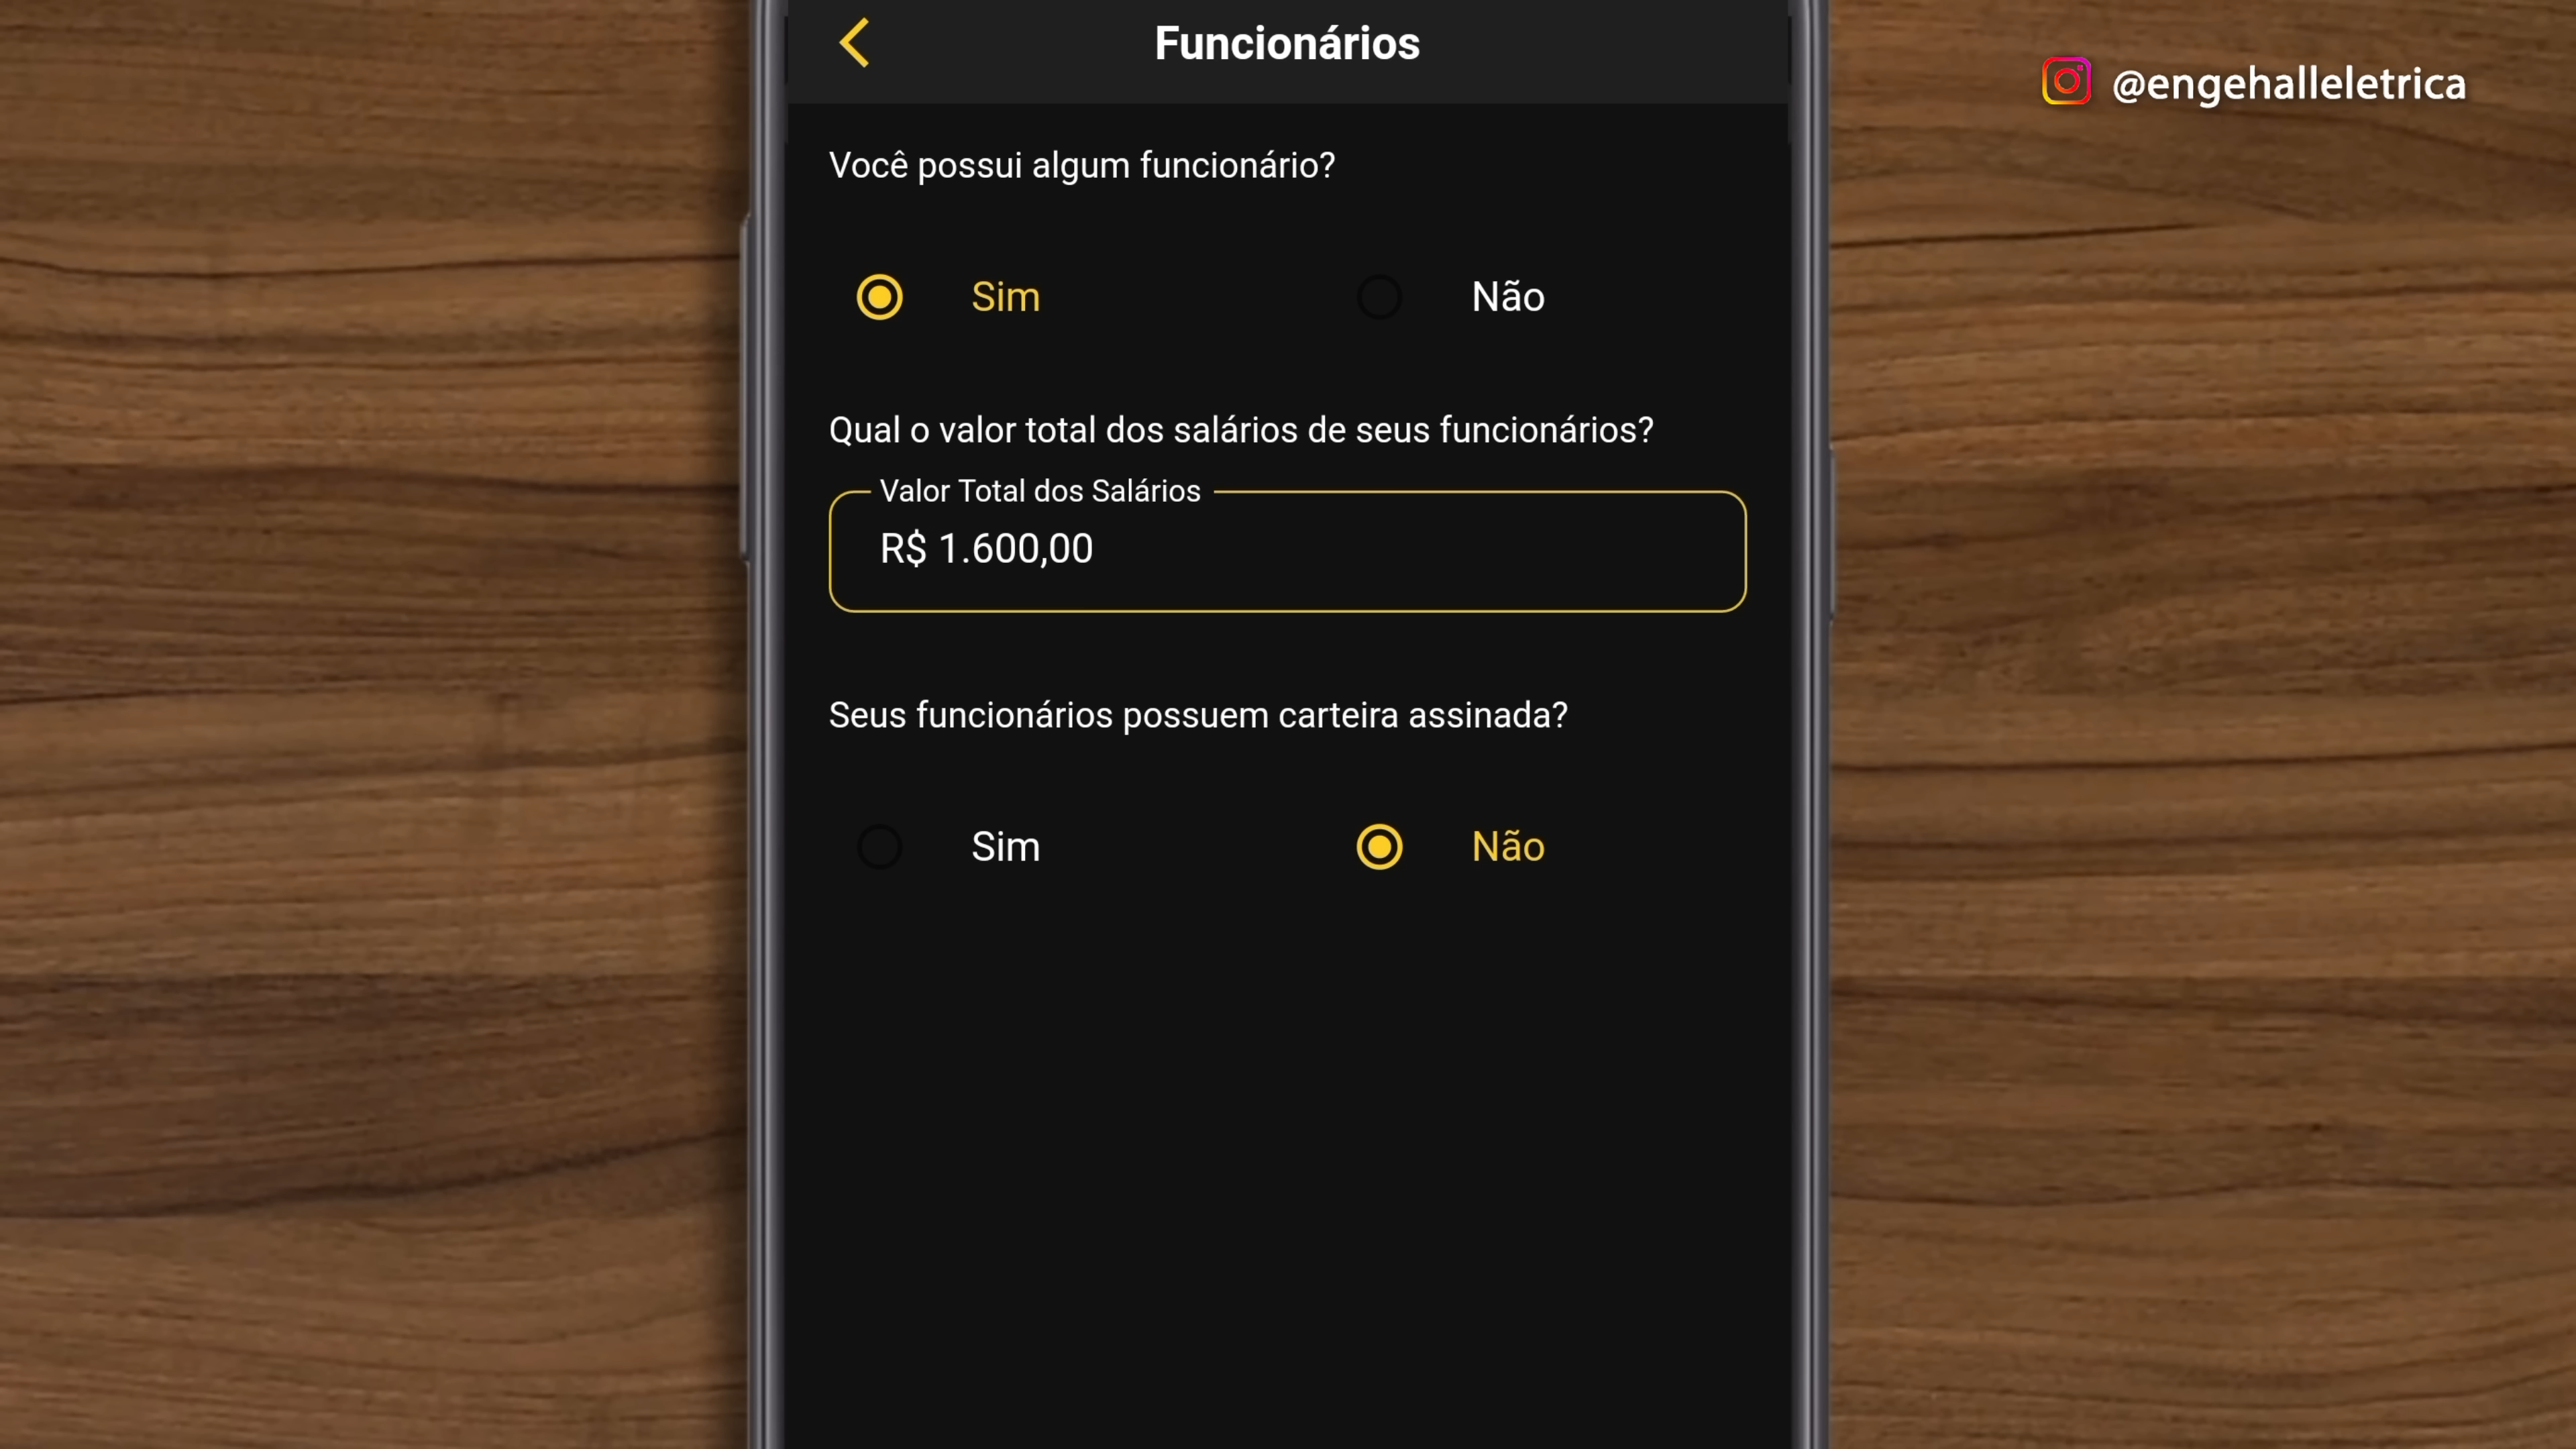 Funcionários
@engehalleletrica
Você possui algum funcionário?
Sim
Não
Qual o valor total dos salários de seus funcionários?
Valor Total dos Salários
R$ 1.600,00
Seus funcionários possuem carteira assinada?
Sim
Não